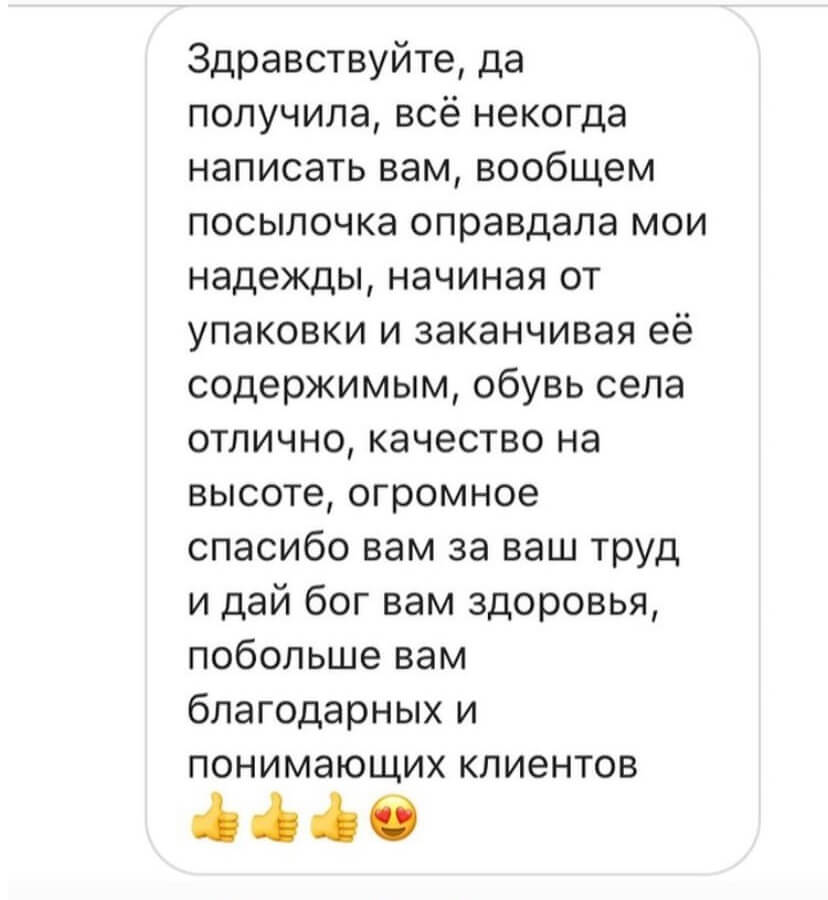 Здравствуйте, да
получила, всё некогда
написать вам, вообщем
посылочка оправдала мои
надежды, начиная от
упаковки и заканчивая её
содержимым, обувь села
отлично, качество на
высоте, огромное
спасибо вам за ваш труд
и дай бог вам здоровья,
побольше вам
благодарных и
понимающих клиентов
👍👍👍😍